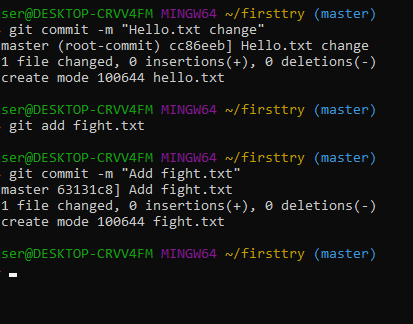 ser@DESKTOP-CRVV4FM MINGW64 ~/firsttry (master)
git commit -m "Hello.txt change"
master (root-commit) cc86eeb] Hello.txt change
1 file changed, 0 insertions(+), 0 deletions(-)
create mode 100644 hello.txt
ser@DESKTOP-CRVV4FM MINGW64 ~/firsttry (master)
git add fight.txt
ser@DESKTOP-CRVV4FM MINGW64 ~/firsttry (master)
git commit -m "Add fight.txt"
master 63131c8] Add fight.txt
1 file changed, 0 insertions(+), 0 deletions(-)
create mode 100644 fight.txt
ser@DESKTOP-CRVV4FM MINGW64 ~/firsttry (master)